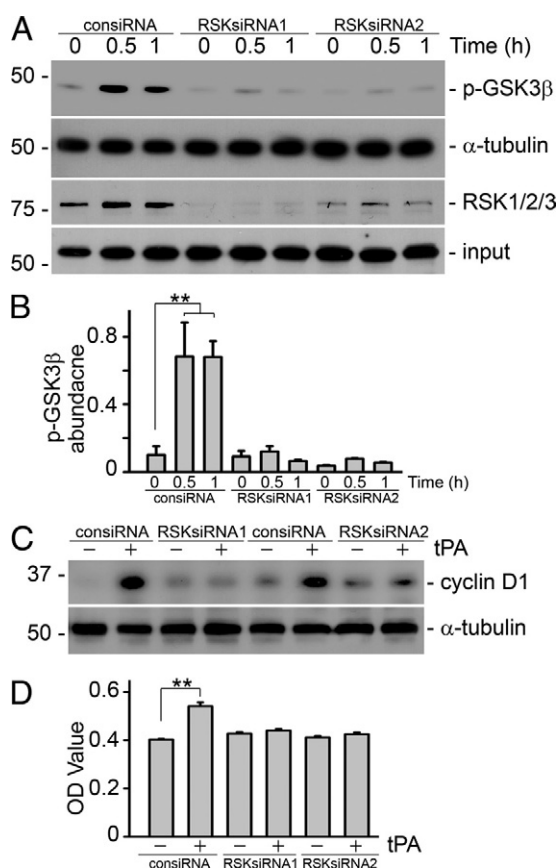 A
consiRNA RSKsiRNA1 RSKsiRNA2
0 0.5 1 0 0.5 1 0 0.5 1 Time (h)
50 - - p-GSK3β
50 - - α-tubulin
75 - - RSK1/2/3
50 - - input
B
**
p-GSK3β
abundacne
0.8
0.4
0
0 0.5 1 0 0.5 1 0 0.5 1 Time (h)
consiRNA RSKsiRNA1 RSKsiRNA2
C
consiRNA RSKsiRNA1 consiRNA RSKsiRNA2
– + – + – + – + tPA
37 - - cyclin D1
50 - - α-tubulin
D
**
OD Value
0.6
0.4
0.2
0
– + – + – + tPA
consiRNA RSKsiRNA1 RSKsiRNA2